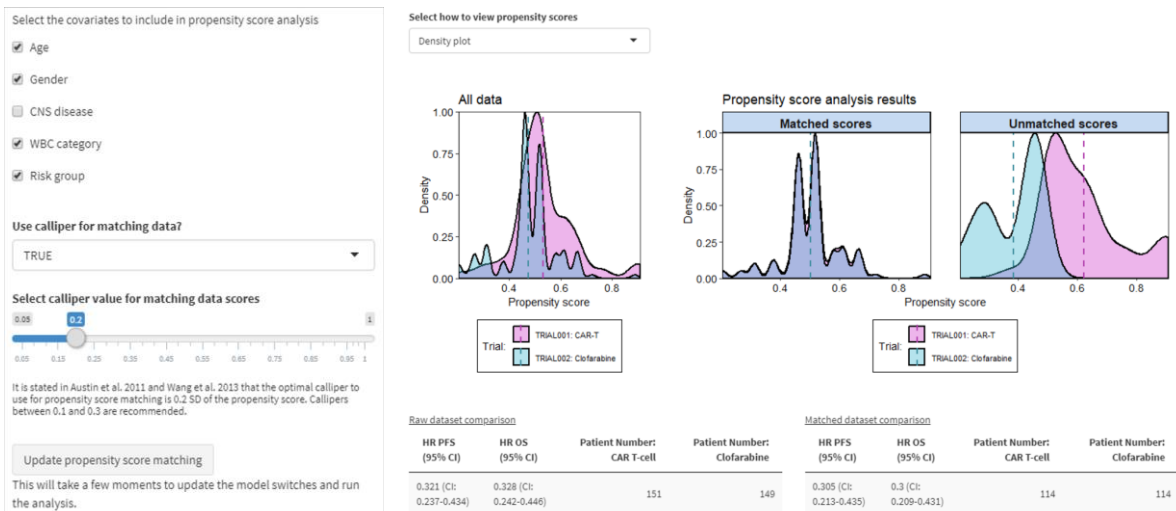 Select the covariates to include in propensity score analysis
Age
Gender
CNS disease
WBC category
Risk group
Use calliper for matching data?
TRUE
Select calliper value for matching data scores
0.05
0.2
1
0.05 0.15 0.25 0.35 0.45 0.55 0.65 0.75 0.85 0.95 1
It is stated in Austin et al. 2011 and Wang et al. 2013 that the optimal calliper to
use for propensity score matching is 0.2 SD of the propensity score. Callipers
between 0.1 and 0.3 are recommended.
Update propensity score matching
This will take a few moments to update the model switches and run
the analysis.
Select how to view propensity scores
Density plot
All data
1.00
0.75
0.50
0.25
0.00
Density
0.4 0.6 0.8
Propensity score
Trial:
TRIAL001: CAR-T
TRIAL002: Clofarabine
Propensity score analysis results
Matched scores
Unmatched scores
1.00
0.75
0.50
0.25
0.00
Density
0.4 0.6 0.8
0.4 0.6 0.8
Propensity score
Trial:
TRIAL001: CAR-T
TRIAL002: Clofarabine
Raw dataset comparison
HR PFS HR OS Patient Number: Patient Number:
(95% CI) (95% CI) CAR T-cell Clofarabine
0.321 (CI: 0.328 (CI:
151 149
0.237-0.434) 0.242-0.446)
Matched dataset comparison
HR PFS HR OS Patient Number: Patient Number:
(95% CI) (95% CI) CAR T-cell Clofarabine
0.305 (CI: 0.3 (CI:
114 114
0.213-0.435) 0.209-0.431)